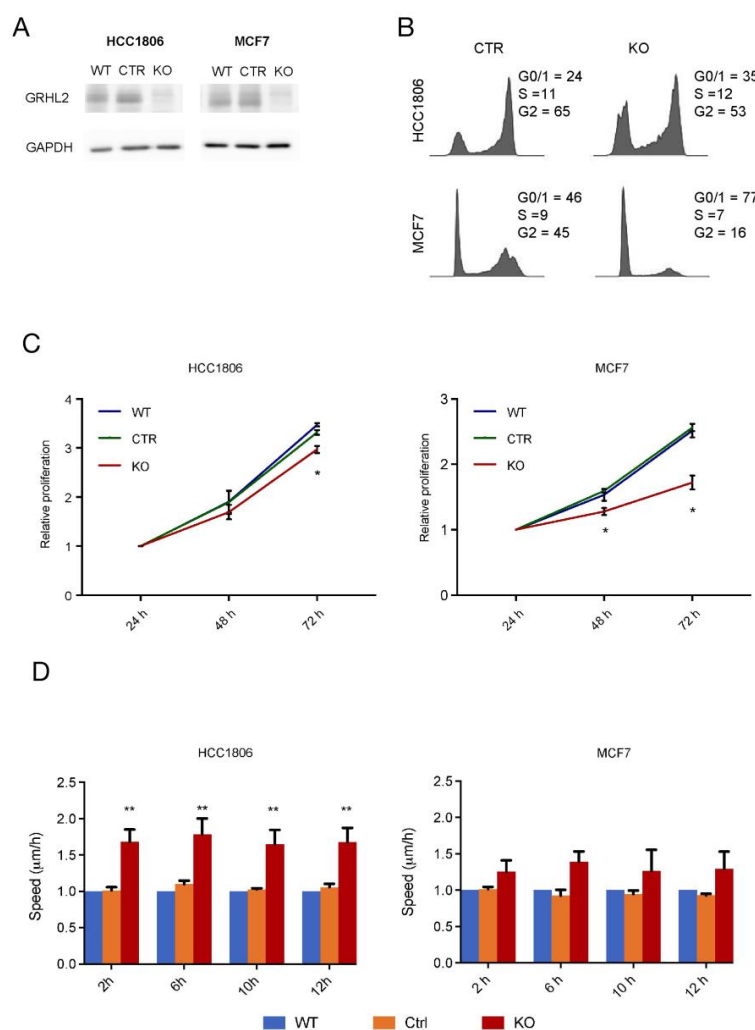 A
HCC1806 MCF7
WT CTR KO WT CTR KO
GRHL2
GAPDH
B
CTR KO
HCC1806
G0/1 = 24
S =11
G2 = 65
G0/1 = 35
S = 12
G2 = 53
MCF7
G0/1 = 46
S =9
G2 = 45
G0/1 = 77
S =7
G2 = 16
C
HCC1806
Relative proliferation
4
3
2
1
0
WT
CTR
KO
*
24 h 48 h 72 h
MCF7
Relative proliferation
3
2
1
0
WT
CTR
KO
* *
24 h 48 h 72 h
D
HCC1806
Speed (μm/h)
2.5
2.0
1.5
1.0
0.5
0.0
** ** ** **
2h 6h 10h 12h
MCF7
Speed (μm/h)
2.5
2.0
1.5
1.0
0.5
0.0
2 h 6 h 10 h 12 h
WT Ctrl KO